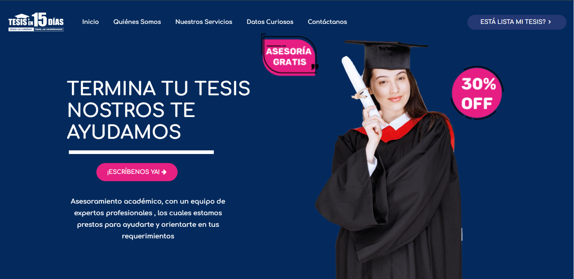 TESIS EN 15 DÍAS
Inicio
Quiénes Somos
Nuestros Servicios
Datos Curiosos
Contáctanos
ESTÁ LISTA MI TESIS? >
ASESORÍA
GRATIS
30%
OFF
TERMINA TU TESIS
NOSTROS TE
AYUDAMOS
¡ESCRÍBENOS YA! →
Asesoramiento académico, con un equipo de
expertos profesionales , los cuales estamos
prestos para ayudarte y orientarte en tus
requerimientos